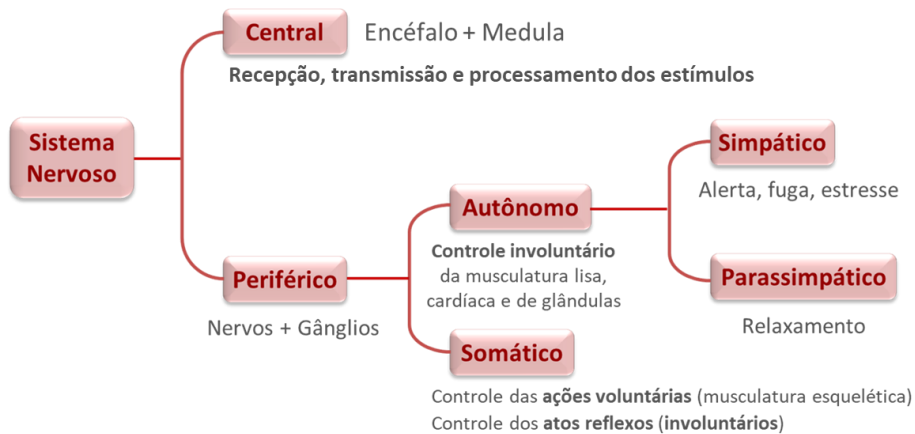 Central
Encéfalo + Medula
Recepção, transmissão e processamento dos estímulos
Sistema
Nervoso
Simpático
Alerta, fuga, estresse
Autônomo
Controle involuntário
da musculatura lisa,
cardíaca e de glândulas
Periférico
Nervos + Gânglios
Parassimpático
Relaxamento
Somático
Controle das ações voluntárias (musculatura esquelética)
Controle dos atos reflexos (involuntários)